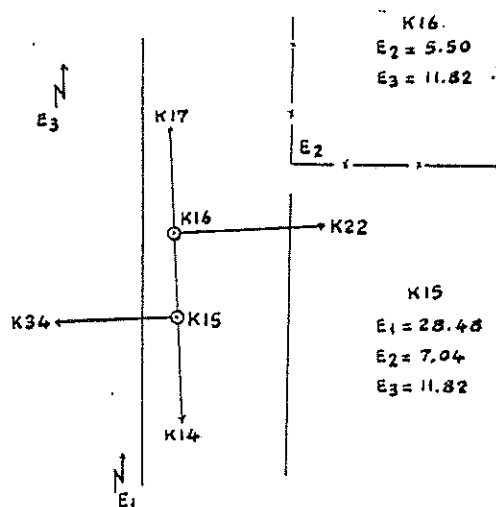 K16.
E2 = 5.50
E3 = 11.82
E3
K17
E2
K16
K22
K34
K15
K15
E1 = 28.48
E2 = 7.04
E3 = 11.82
K14
E1